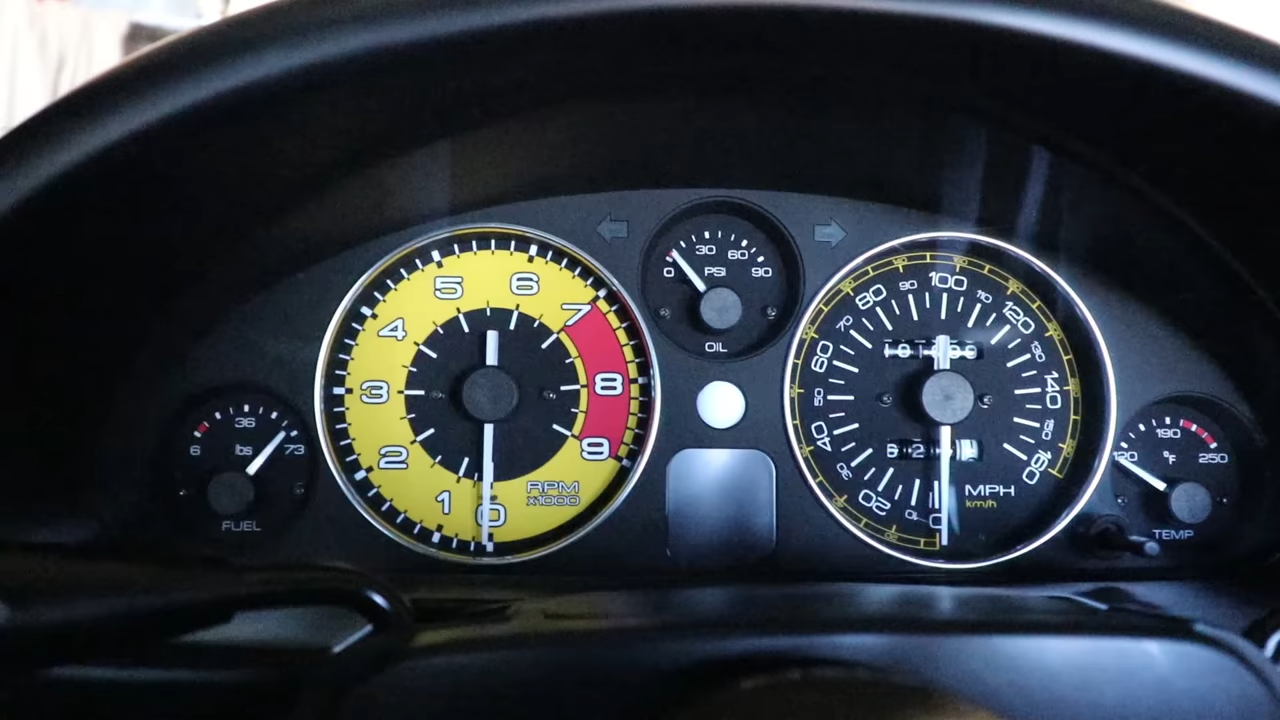 6 36 73
lbs
FUEL
0 1 2 3 4 5 6 7 8 9
RPM
x1000
0 30 60 90
PSI
OIL
0 10 20 30 40 50 60 70 80 90 100 110 120 130 140 150 160
MPH
km/h
120 190 250
°F
TEMP